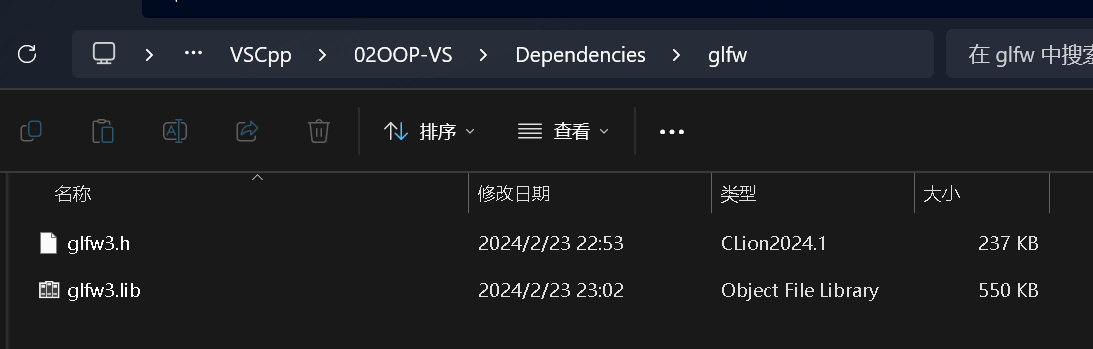 VSCpp > 02OOP-VS > Dependencies > glfw
在 glfw 中搜索
排序 查看
名称 修改日期 类型 大小
glfw3.h 2024/2/23 22:53 CLion2024.1 237 KB
glfw3.lib 2024/2/23 23:02 Object File Library 550 KB